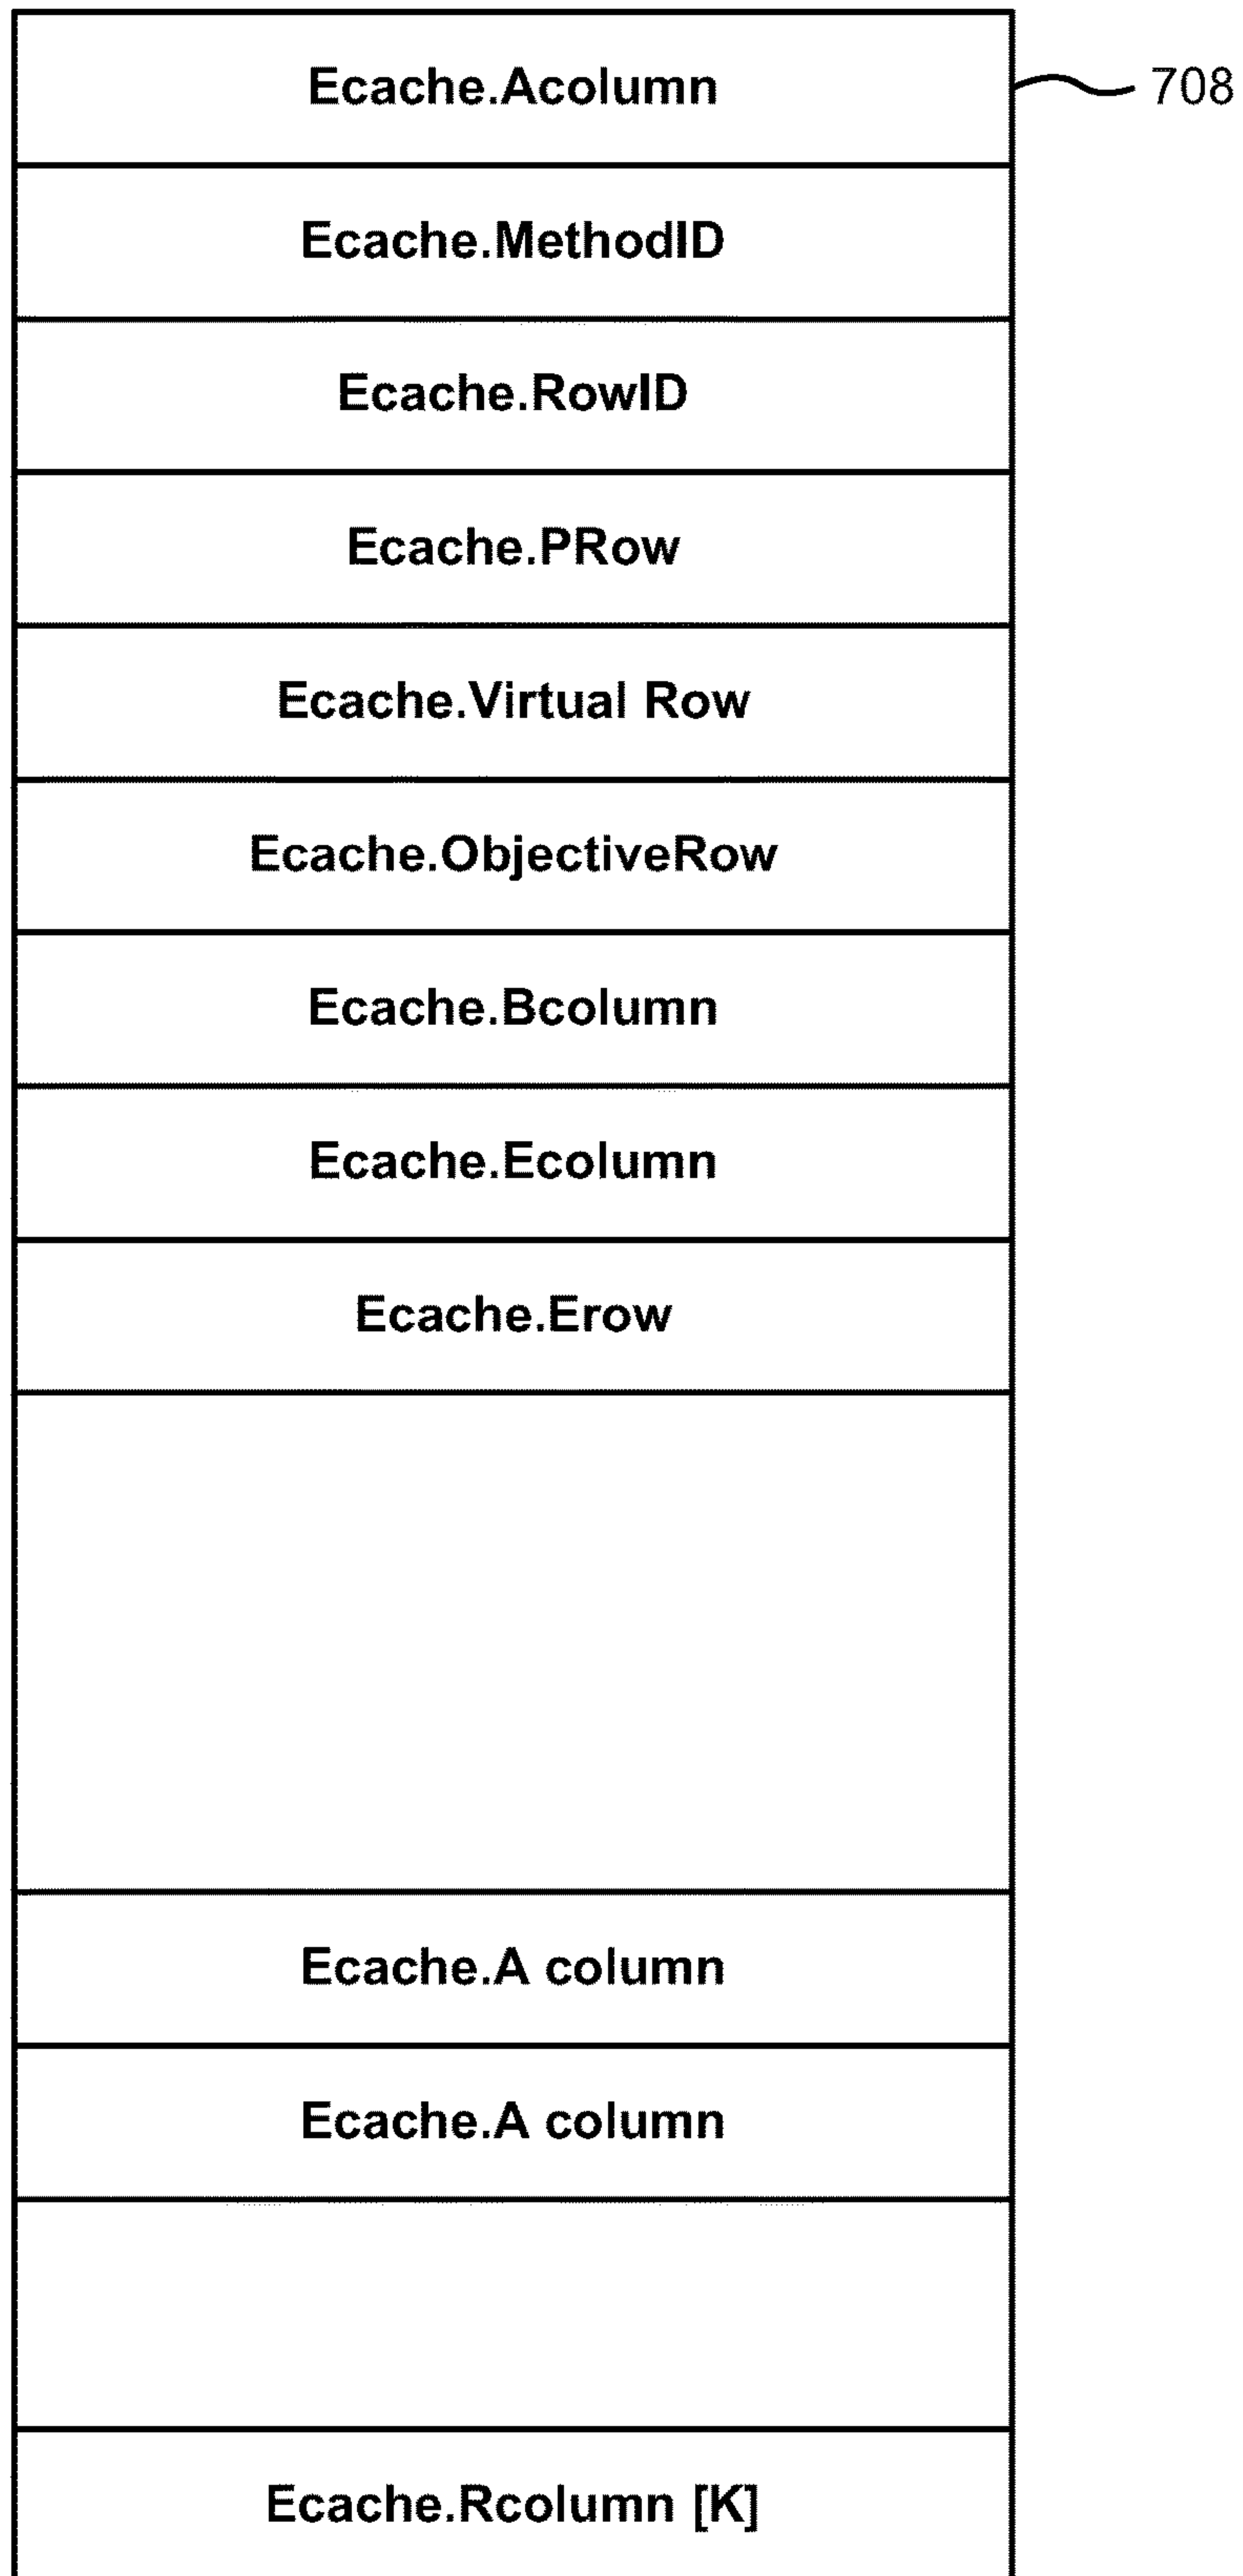 Ecache.Acolumn
708
Ecache.MethodID
Ecache.RowID
Ecache.PRow
Ecache.Virtual Row
Ecache.ObjectiveRow
Ecache.Bcolumn
Ecache.Ecolumn
Ecache.Erow
Ecache.A column
Ecache.A column
Ecache.Rcolumn [K]